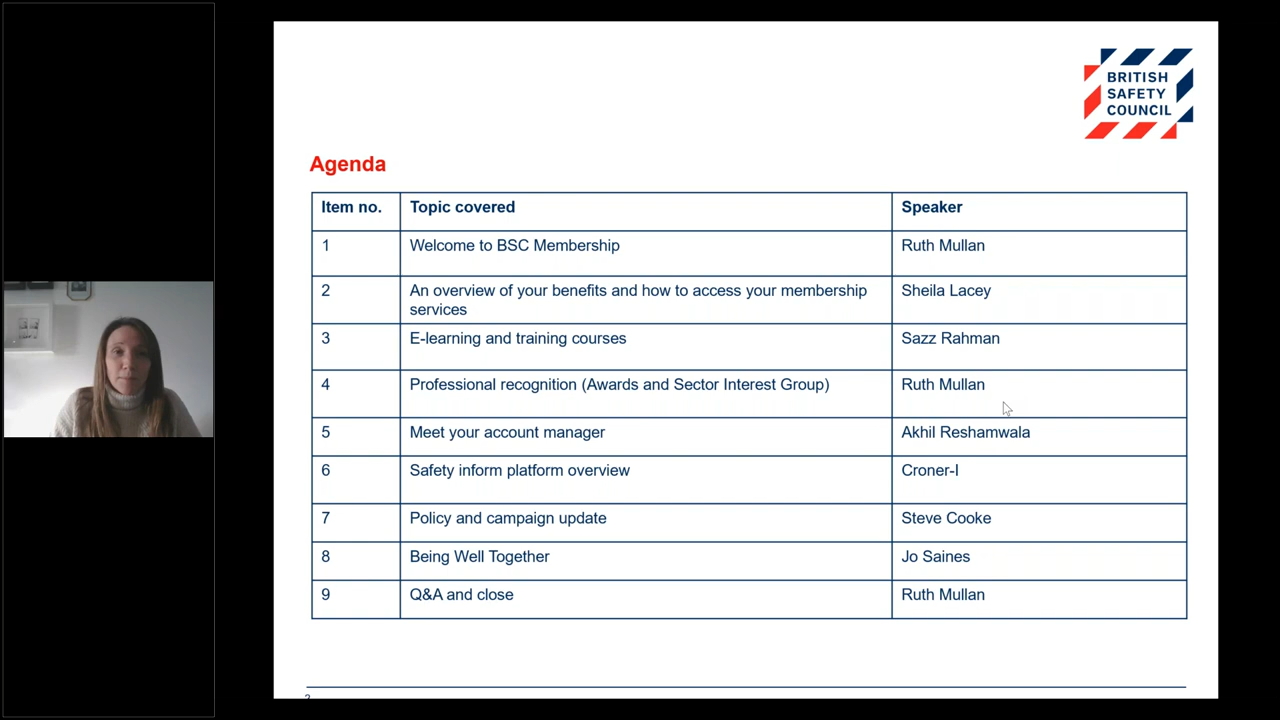 BRITISH
SAFETY
COUNCIL
Agenda
Item no. Topic covered Speaker
1 Welcome to BSC Membership Ruth Mullan
2 An overview of your benefits and how to access your membership Sheila Lacey
services
3 E-learning and training courses Sazz Rahman
4 Professional recognition (Awards and Sector Interest Group) Ruth Mullan
5 Meet your account manager Akhil Reshamwala
6 Safety inform platform overview Croner-I
7 Policy and campaign update Steve Cooke
8 Being Well Together Jo Saines
9 Q&A and close Ruth Mullan